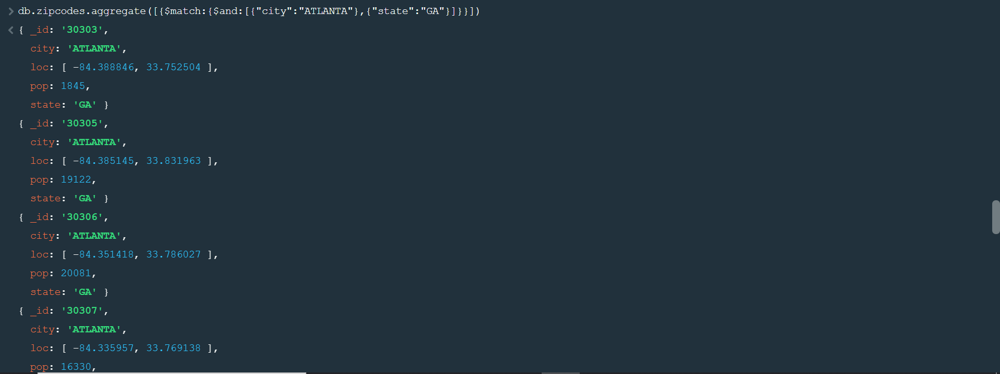 db.zipcodes.aggregate([{$match:{$and:[{"city":"ATLANTA"},{"state":"GA"}]}}])
{ _id: '30303',
city: 'ATLANTA',
loc: [ -84.388846, 33.752504 ],
pop: 1845,
state: 'GA' }
{ _id: '30305',
city: 'ATLANTA',
loc: [ -84.385145, 33.831963 ],
pop: 19122,
state: 'GA' }
{ _id: '30306',
city: 'ATLANTA',
loc: [ -84.351418, 33.786027 ],
pop: 20081,
state: 'GA' }
{ _id: '30307',
city: 'ATLANTA',
loc: [ -84.335957, 33.769138 ],
pop: 16330,